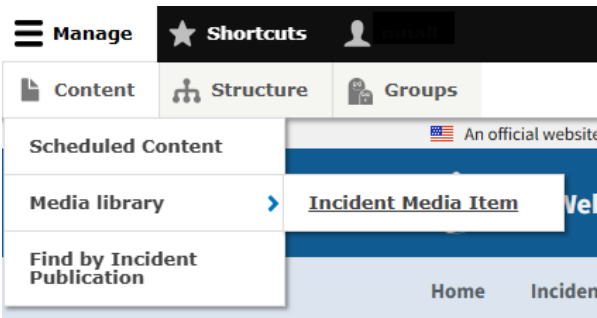 Manage Shortcuts
Content Structure Groups
An official website
Scheduled Content
Media library Incident Media Item
Find by Incident
Publication
Home